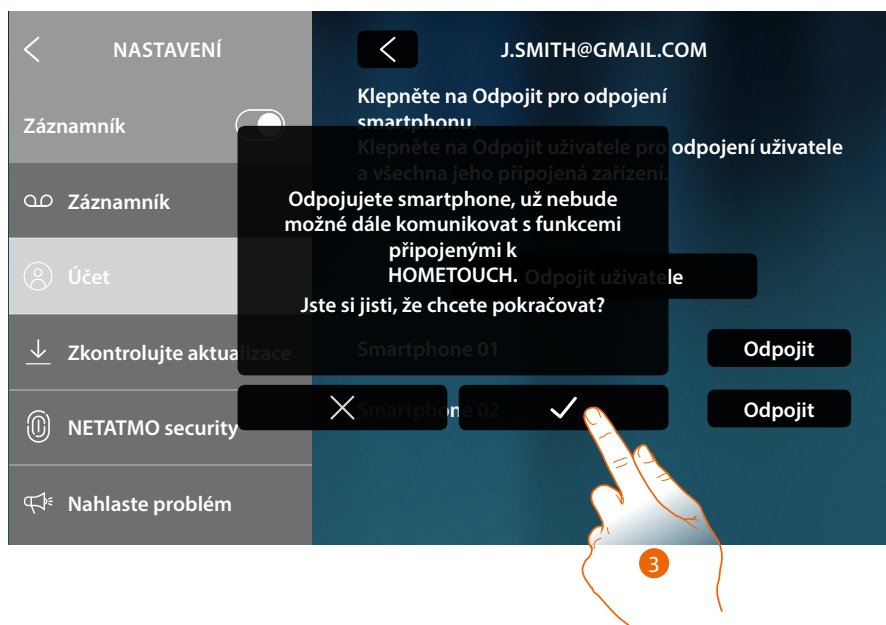 NASTAVENÍ
Záznamník
Záznamník
Účet
Zkontrolujte aktualizace
NETATMO security
Nahlaste problém
J.SMITH@GMAIL.COM
Klepněte na Odpojit pro odpojení
smartphonu.
Klepněte na Odpojit uživatele pro odpojení uživatele
a všechna jeho připojená zařízení.
Odpojit uživatele
Smartphone 01
Odpojit
Smartphone 02
Odpojit
Odpojujete smartphone, už nebude
možné dále komunikovat s funkcemi
připojenými k
HOMETOUCH.
Jste si jisti, že chcete pokračovat?
3